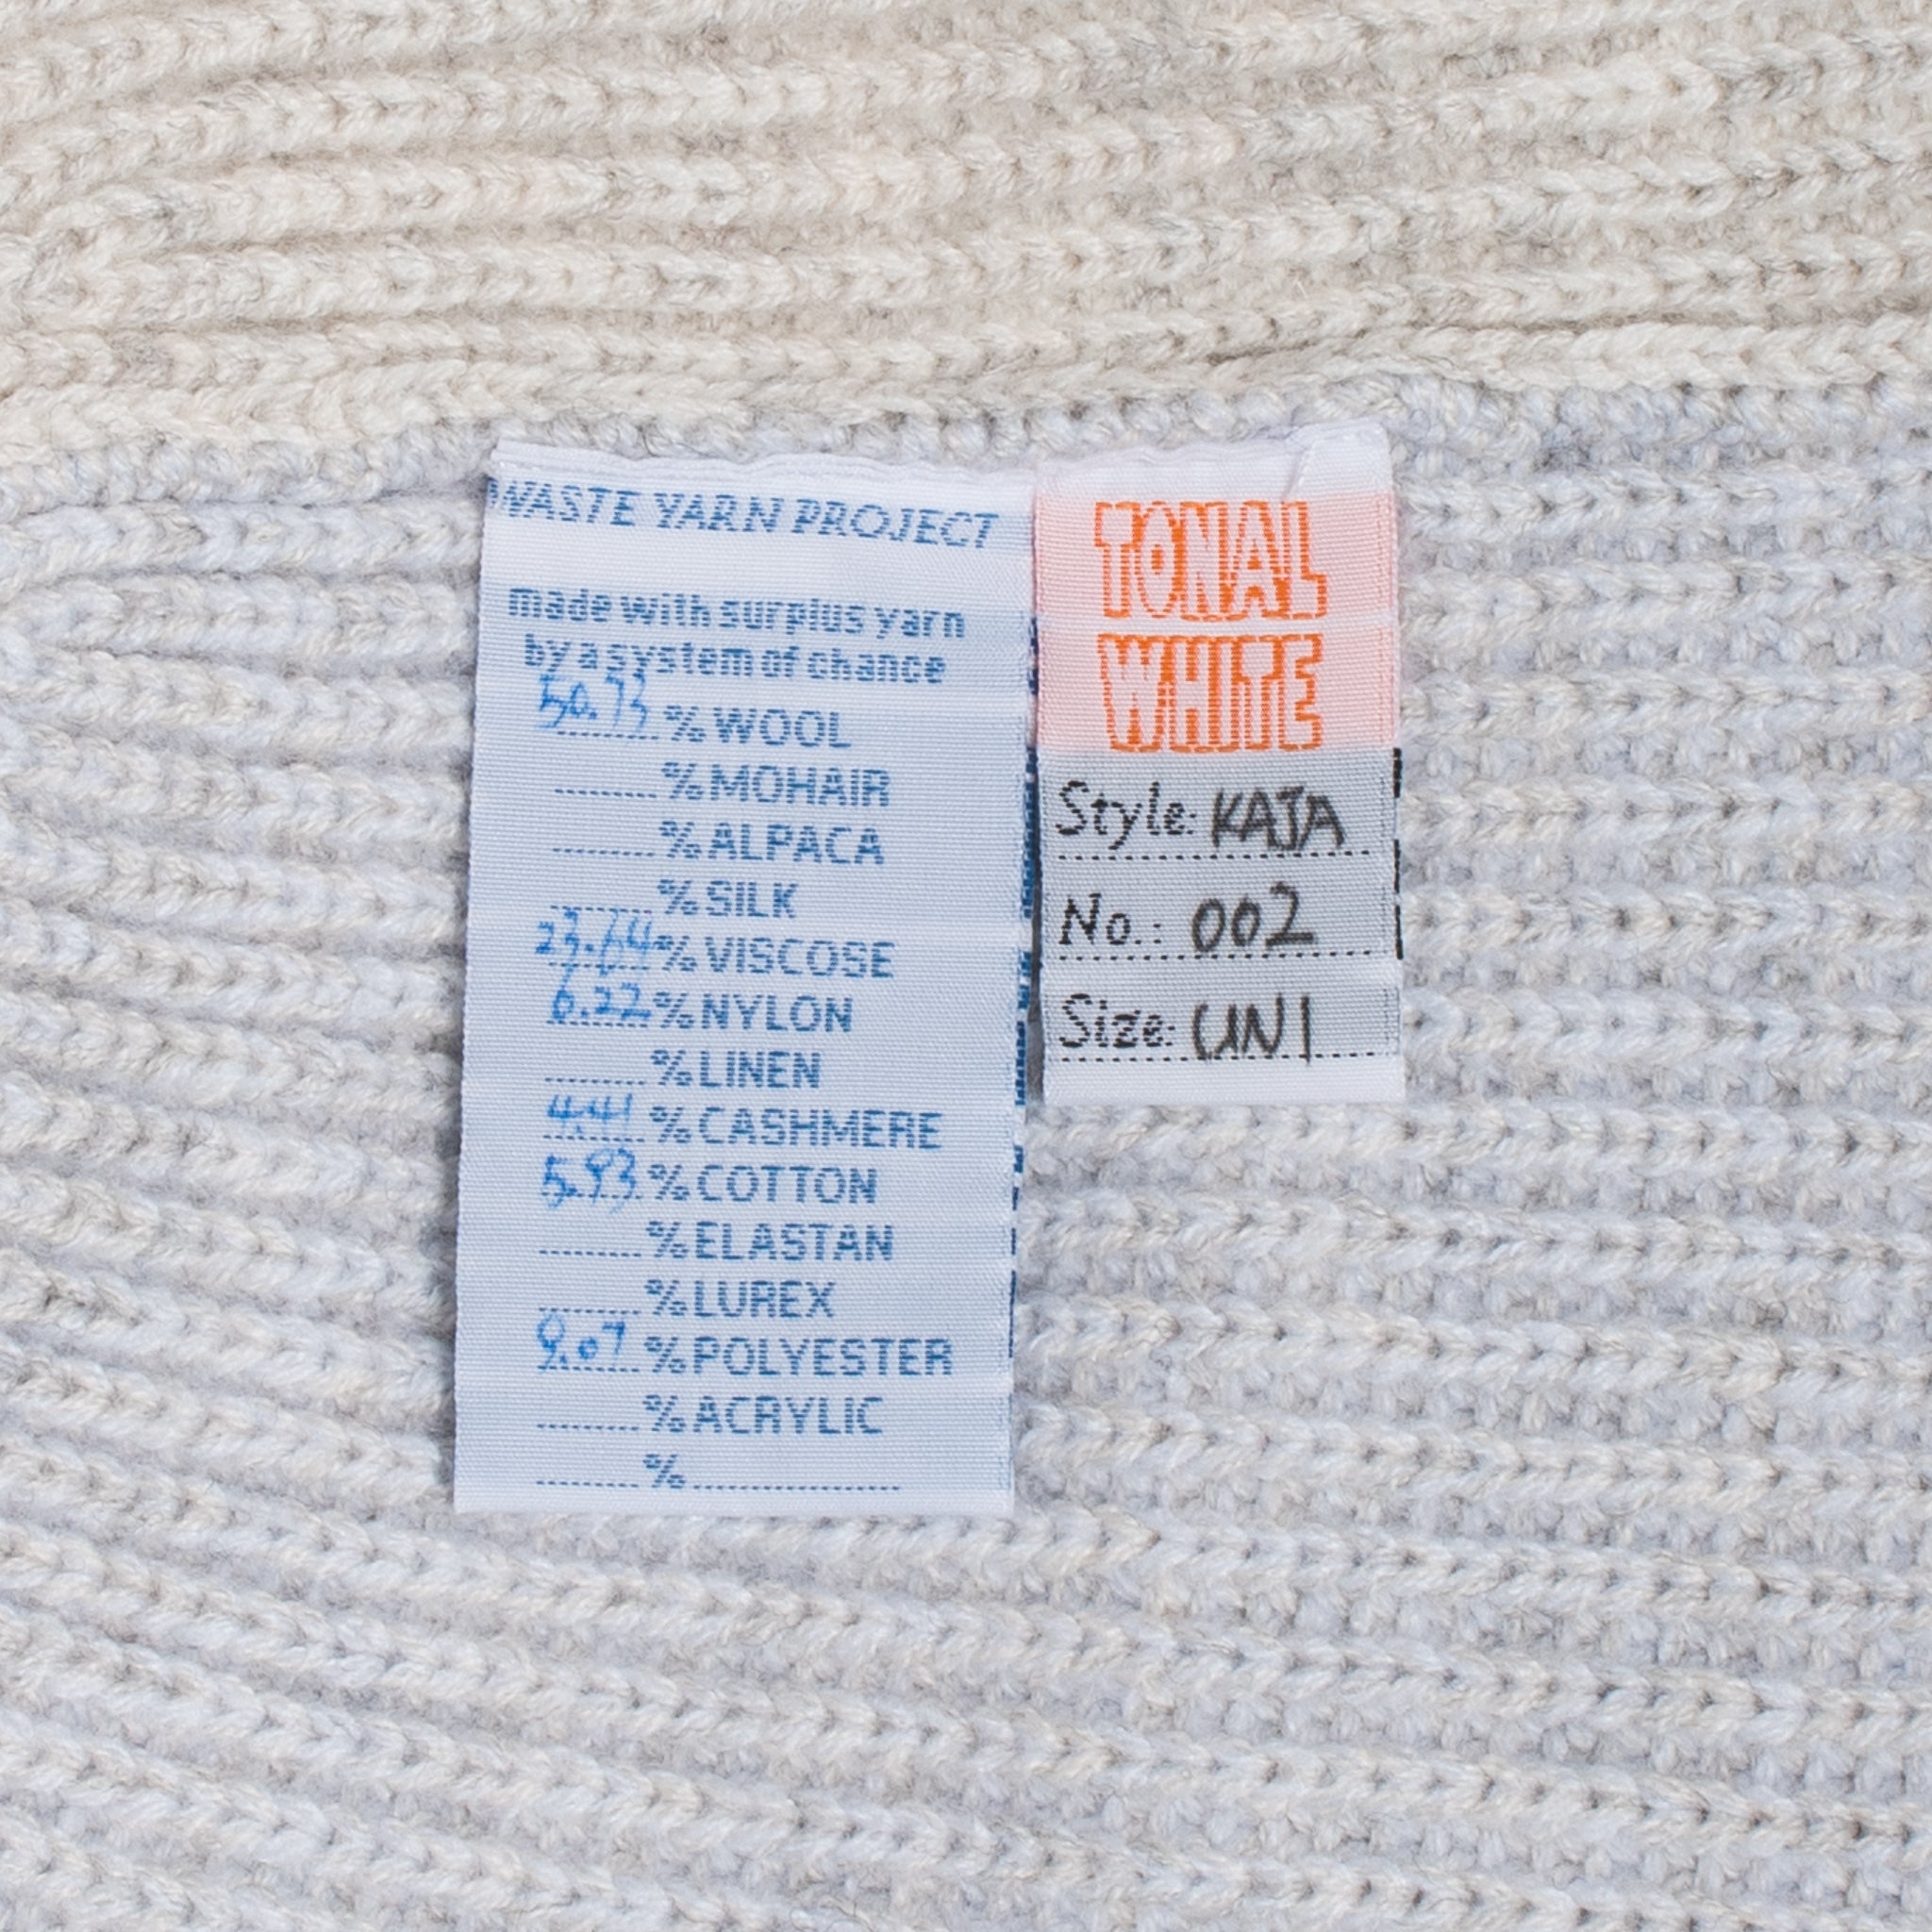 WASTE YARN PROJECT
made with surplus yarn
by a system of chance
50.73 % WOOL
% MOHAIR
% ALPACA
% SILK
23.64 % VISCOSE
6.22 % NYLON
% LINEN
4.41 % CASHMERE
5.93 % COTTON
% ELASTAN
% LUREX
9.07 % POLYESTER
% ACRYLIC
%
TONAL
WHITE
Style: KAJA
No.: 002
Size: UNI